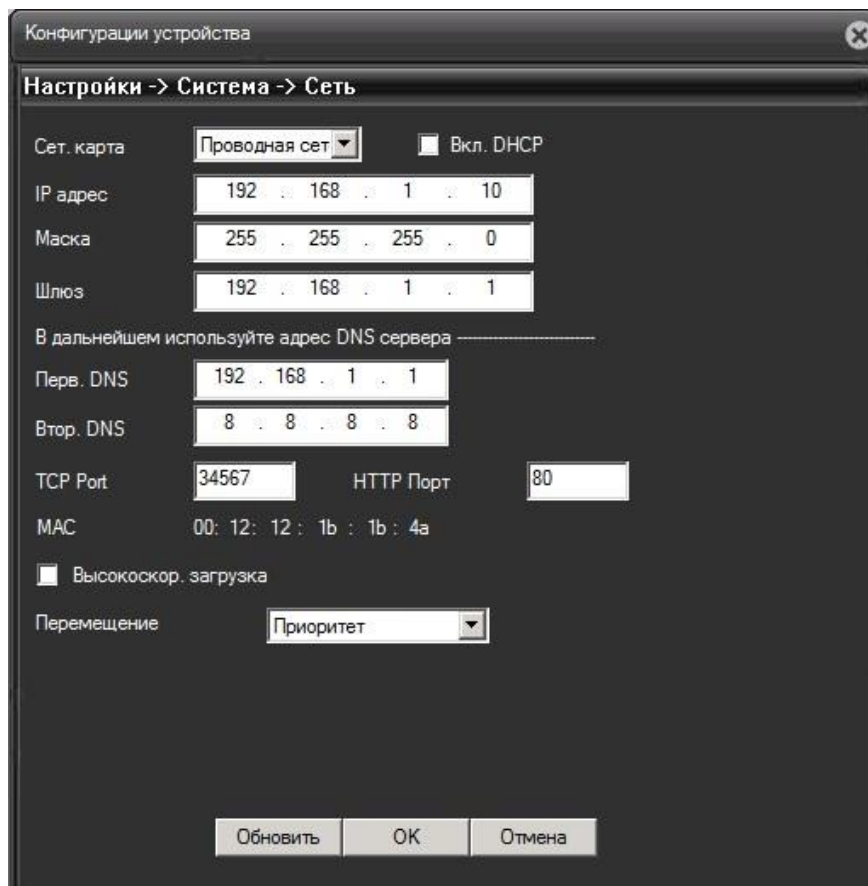 Конфигурации устройства
Настройки -> Система -> Сеть
Сет. карта Проводная сет Вкл. DHCP
IP адрес 192 . 168 . 1 . 10
Маска 255 . 255 . 255 . 0
Шлюз 192 . 168 . 1 . 1
В дальнейшем используйте адрес DNS сервера ----------------------------
Перв. DNS 192 . 168 . 1 . 1
Втор. DNS 8 . 8 . 8 . 8
TCP Port 34567 HTTP Порт 80
MAC 00: 12: 12 : 1b : 1b : 4a
Высокоскор. загрузка
Перемещение Приоритет
Обновить OK Отмена